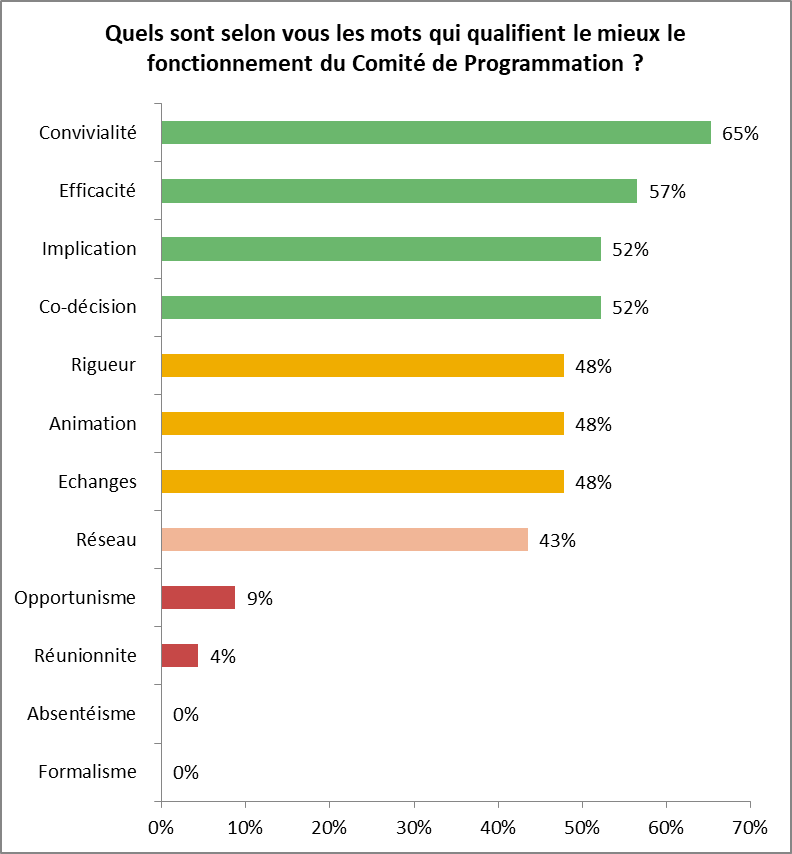 Quels sont selon vous les mots qui qualifient le mieux le
fonctionnement du Comité de Programmation ?
Convivialité 65%
Efficacité 57%
Implication 52%
Co-décision 52%
Rigueur 48%
Animation 48%
Echanges 48%
Réseau 43%
Opportunisme 9%
Réunionnite 4%
Absentéisme 0%
Formalisme 0%
0% 10% 20% 30% 40% 50% 60% 70%